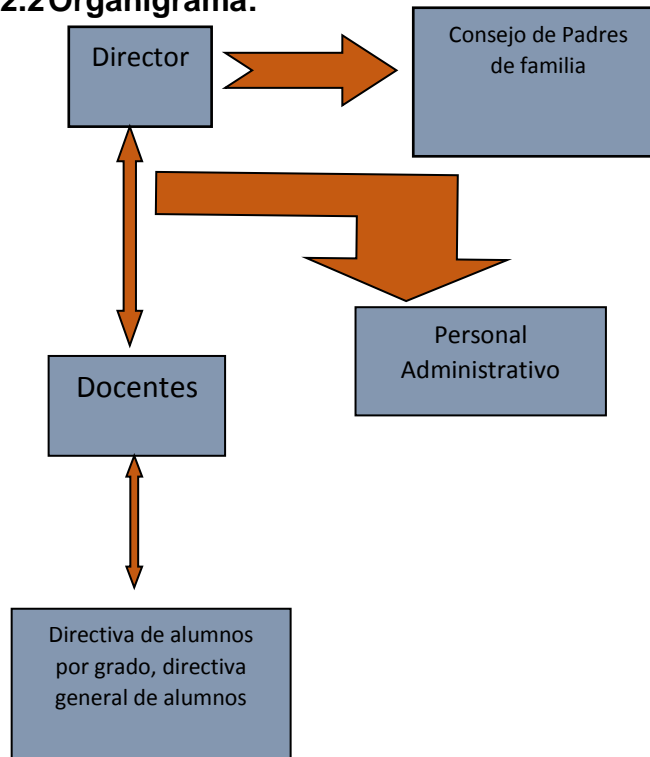 2.2 Organigrama:
Director
Consejo de Padres
de familia
Personal
Administrativo
Docentes
Directiva de alumnos
por grado, directiva
general de alumnos